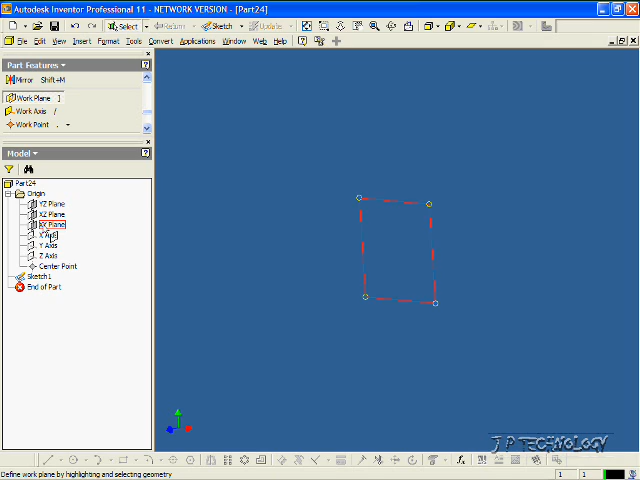 Autodesk Inventor Professional 11 - NETWORK VERSION - [Part24]
Select Return Sketch Update
File Edit View Insert Format Tools Convert Applications Window Web Help
Part Features
Mirror Shift+M
Work Plane ]
Work Axis /
Work Point .
Model
Part24
Origin
YZ Plane
XZ Plane
XY Plane
X Axis
Y Axis
Z Axis
Center Point
Sketch1
End of Part
J P TECHNOLOGY
Define work plane by highlighting and selecting geometry
1 1